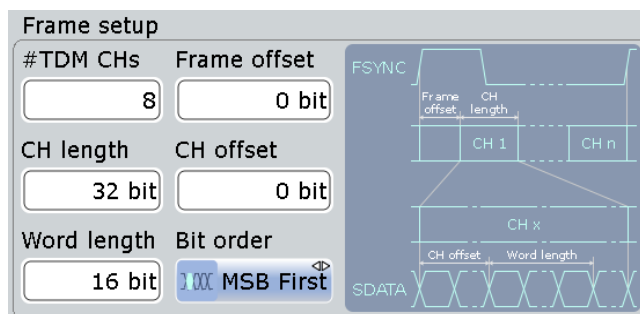 Frame setup
#TDM CHs Frame offset
8 0 bit
CH length CH offset
32 bit 0 bit
Word length Bit order
16 bit MSB First
FSYNC
Frame offset CH length
CH 1 CH n
CH x
CH offset Word length
SDATA